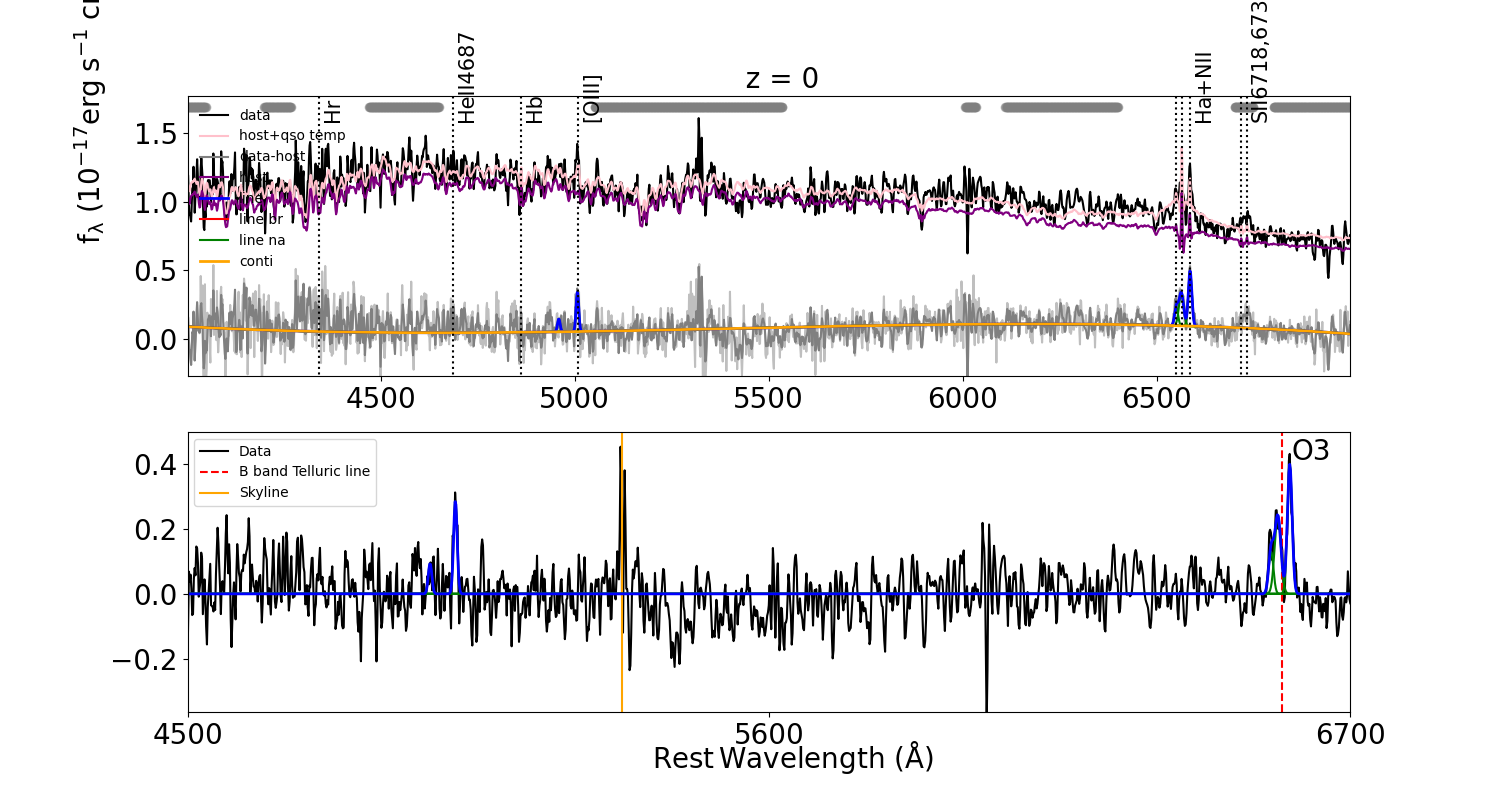 z = 0
fλ (10−17erg s−1 c
Hr
HeII4687
Hb
[OIII]
Ha+NII
SII6718,673
data
host+qso temp
data-host
line br
line na
conti
1.5
1.0
0.5
0.0
4500
5000
5500
6000
6500
Data
B band Telluric line
Skyline
O3
0.4
0.2
0.0
−0.2
4500
5600
6700
Rest Wavelength (Å)